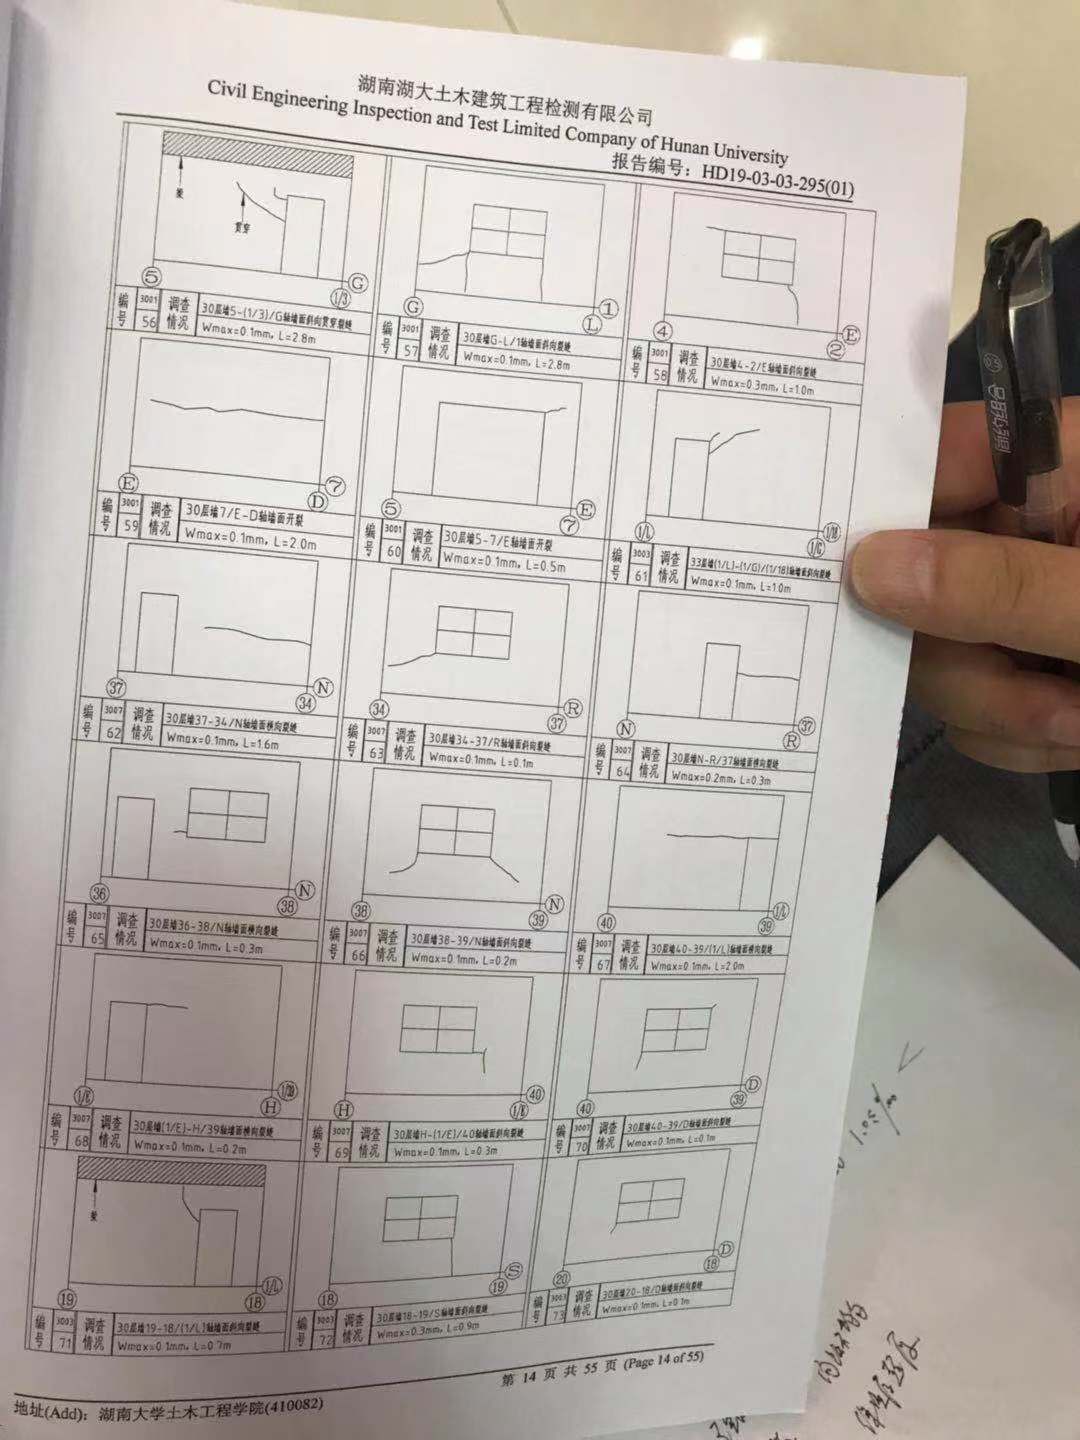 湖南湖大土木建筑工程检测有限公司
Civil Engineering Inspection and Test Limited Company of Hunan University
报告编号：HD19-03-03-295(01)
梁
贯穿
5
G
1/3
G
1
L
4
E
2
编号 3001 56 调查情况 30层墙5-(1/3)/G轴墙面斜向贯穿裂缝
Wmax=0.1mm, L=2.8m
编号 3001 57 调查情况 30层墙G-L/1轴墙面斜向裂缝
Wmax=0.1mm, L=2.8m
编号 3001 58 调查情况 30层墙4-2/E轴墙面斜向裂缝
Wmax=0.3mm, L=1.0m
E
7
D
5
E
7
1/L
1/18
1/G
编号 3001 59 调查情况 30层墙7/E-D轴墙面开裂
Wmax=0.1mm, L=2.0m
编号 3001 60 调查情况 30层墙5-7/E轴墙面开裂
Wmax=0.1mm, L=0.5m
编号 3003 61 调查情况 33层墙(1/L)-(1/G)/(1/18)轴墙面斜向裂缝
Wmax=0.1mm, L=1.0m
37
N
34
34
R
37
N
37
R
编号 3007 62 调查情况 30层墙37-34/N轴墙面横向裂缝
Wmax=0.1mm, L=1.6m
编号 3007 63 调查情况 30层墙34-37/R轴墙面斜向裂缝
Wmax=0.1mm, L=0.1m
编号 3007 64 调查情况 30层墙N-R/37轴墙面横向裂缝
Wmax=0.2mm, L=0.3m
36
N
38
38
N
39
40
1/L
39
编号 3007 65 调查情况 30层墙36-38/N轴墙面横向裂缝
Wmax=0.1mm, L=0.3m
编号 3007 66 调查情况 30层墙38-39/N轴墙面斜向裂缝
Wmax=0.1mm, L=0.2m
编号 3007 67 调查情况 30层墙40-39/(1/L)轴墙面横向裂缝
Wmax=0.1mm, L=2.0m
1/E
H
H
40
1/E
40
D
39
编号 3007 68 调查情况 30层墙(1/E)-H/39轴墙面横向裂缝
Wmax=0.1mm, L=0.2m
编号 3007 69 调查情况 30层墙H-(1/E)/40轴墙面斜向裂缝
Wmax=0.1mm, L=0.3m
编号 3007 70 调查情况 30层墙40-39/D轴墙面斜向裂缝
Wmax=0.1mm, L=0.1m
梁
19
1/L
18
18
S
19
20
D
18
编号 3003 71 调查情况 30层墙19-18/(1/L)轴墙面斜向裂缝
Wmax=0.1mm, L=0.7m
编号 3003 72 调查情况 30层墙18-19/S轴墙面斜向裂缝
Wmax=0.3mm, L=0.9m
编号 3003 73 调查情况 30层墙20-18/D轴墙面斜向裂缝
Wmax=0.1mm, L=0.1m
第 14 页 共 55 页 (Page 14 of 55)
地址(Add)：湖南大学土木工程学院(410082)